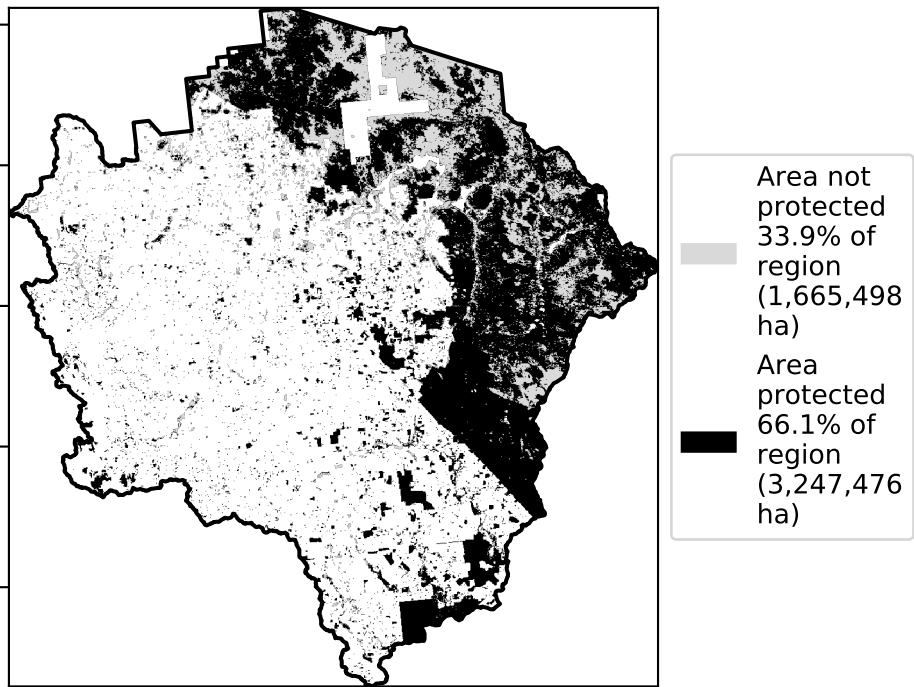 Area not
protected
33.9% of
region
(1,665,498
ha)
Area
protected
66.1% of
region
(3,247,476
ha)